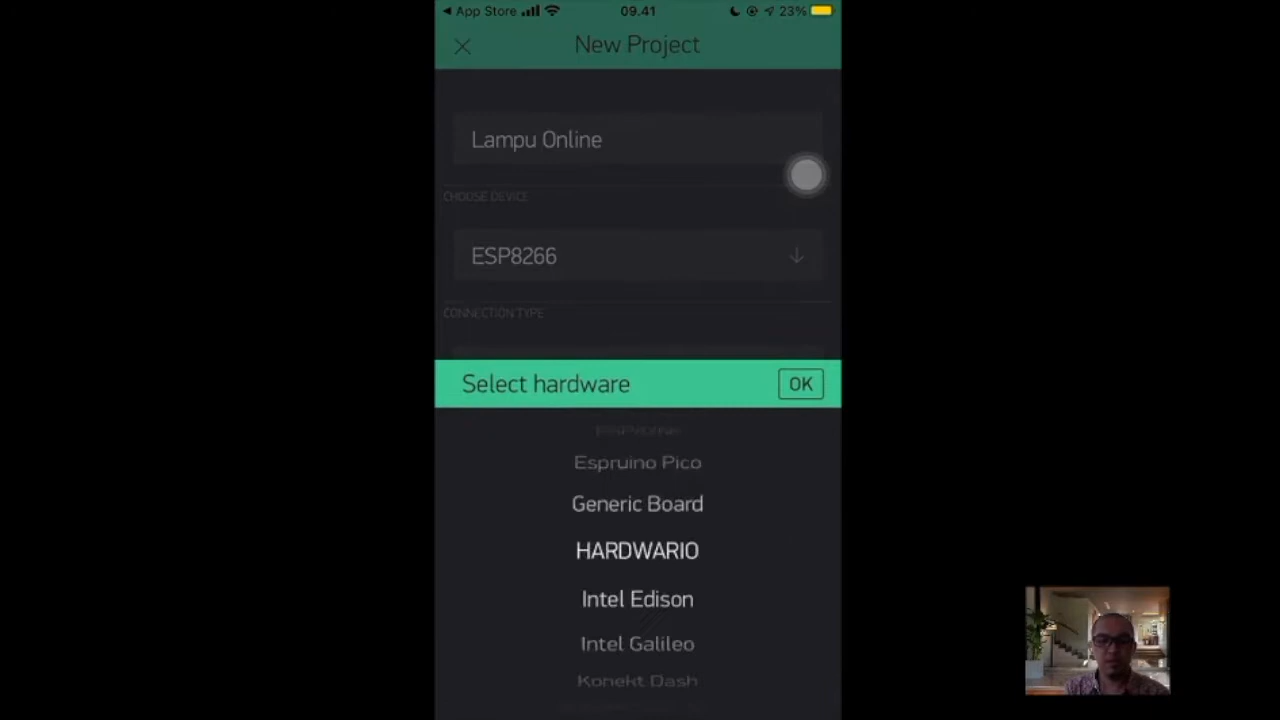 App Store 09.41 23%
New Project
Lampu Online
CHOOSE DEVICE
ESP8266
CONNECTION TYPE
Select hardware OK
Espruino Pico
Generic Board
HARDWARIO
Intel Edison
Intel Galileo
Konekt Dash